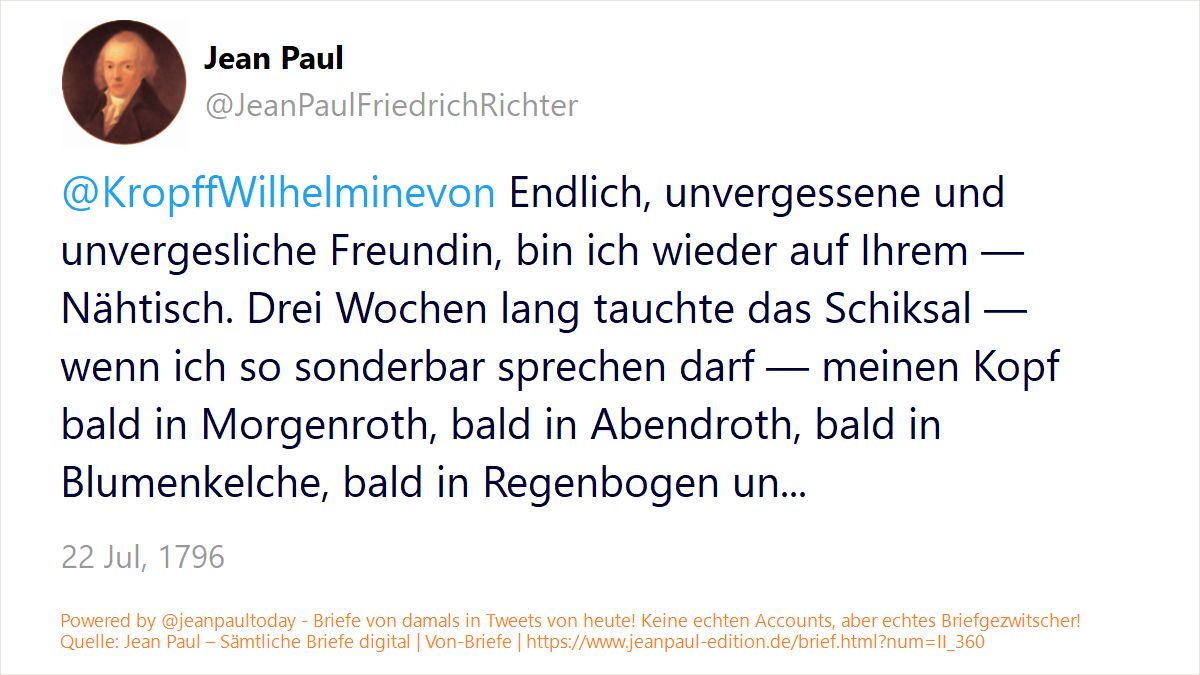 Jean Paul
@JeanPaulFriedrichRichter
@KropffWilhelminevon Endlich, unvergessene und
unvergesliche Freundin, bin ich wieder auf Ihrem —
Nähtisch. Drei Wochen lang tauchte das Schiksal —
wenn ich so sonderbar sprechen darf — meinen Kopf
bald in Morgenroth, bald in Abendroth, bald in
Blumenkelche, bald in Regenbogen un...
22 Jul, 1796
Powered by @jeanpaultoday - Briefe von damals in Tweets von heute! Keine echten Accounts, aber echtes Briefgezwitscher!
Quelle: Jean Paul – Sämtliche Briefe digital | Von-Briefe | https://www.jeanpaul-edition.de/brief.html?num=II_360